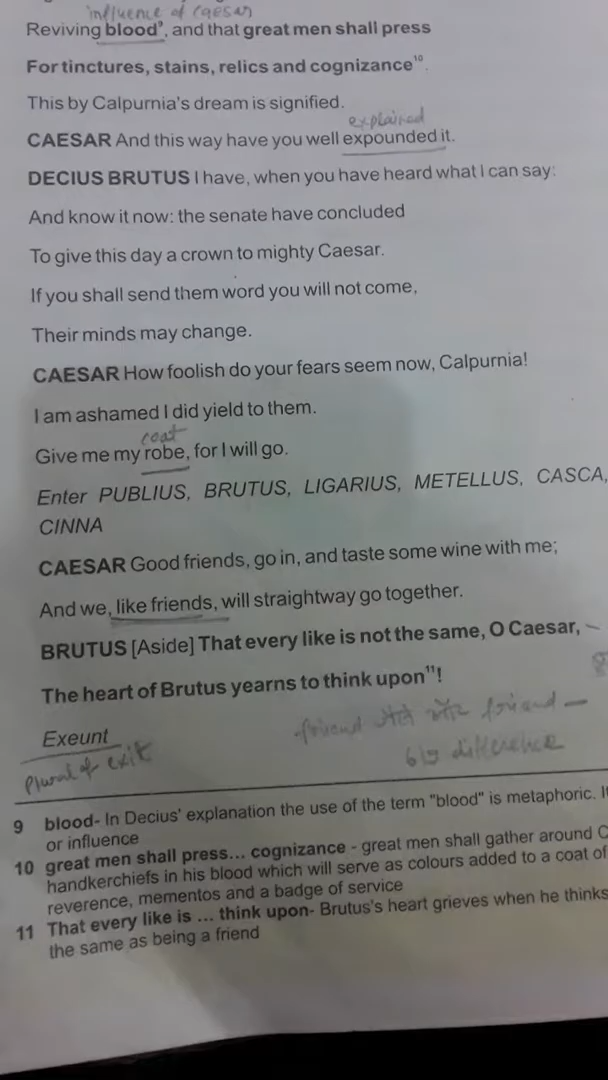 influence of Caesar
Reviving blood⁹, and that great men shall press
For tinctures, stains, relics and cognizance¹⁰.
This by Calpurnia's dream is signified.
explained
CAESAR And this way have you well expounded it.
DECIUS BRUTUS I have, when you have heard what I can say:
And know it now: the senate have concluded
To give this day a crown to mighty Caesar.
If you shall send them word you will not come,
Their minds may change.
CAESAR How foolish do your fears seem now, Calpurnia!
I am ashamed I did yield to them.
coat
Give me my robe, for I will go.
Enter PUBLIUS, BRUTUS, LIGARIUS, METELLUS, CASCA,
CINNA
CAESAR Good friends, go in, and taste some wine with me;
And we, like friends, will straightway go together.
BRUTUS [Aside] That every like is not the same, O Caesar,
The heart of Brutus yearns to think upon¹¹!
friend friend
Exeunt
big difference
Plural of exit
9 blood- In Decius' explanation the use of the term "blood" is metaphoric. It
or influence
10 great men shall press... cognizance - great men shall gather around C
handkerchiefs in his blood which will serve as colours added to a coat of
reverence, mementos and a badge of service
11 That every like is ... think upon- Brutus's heart grieves when he thinks
the same as being a friend